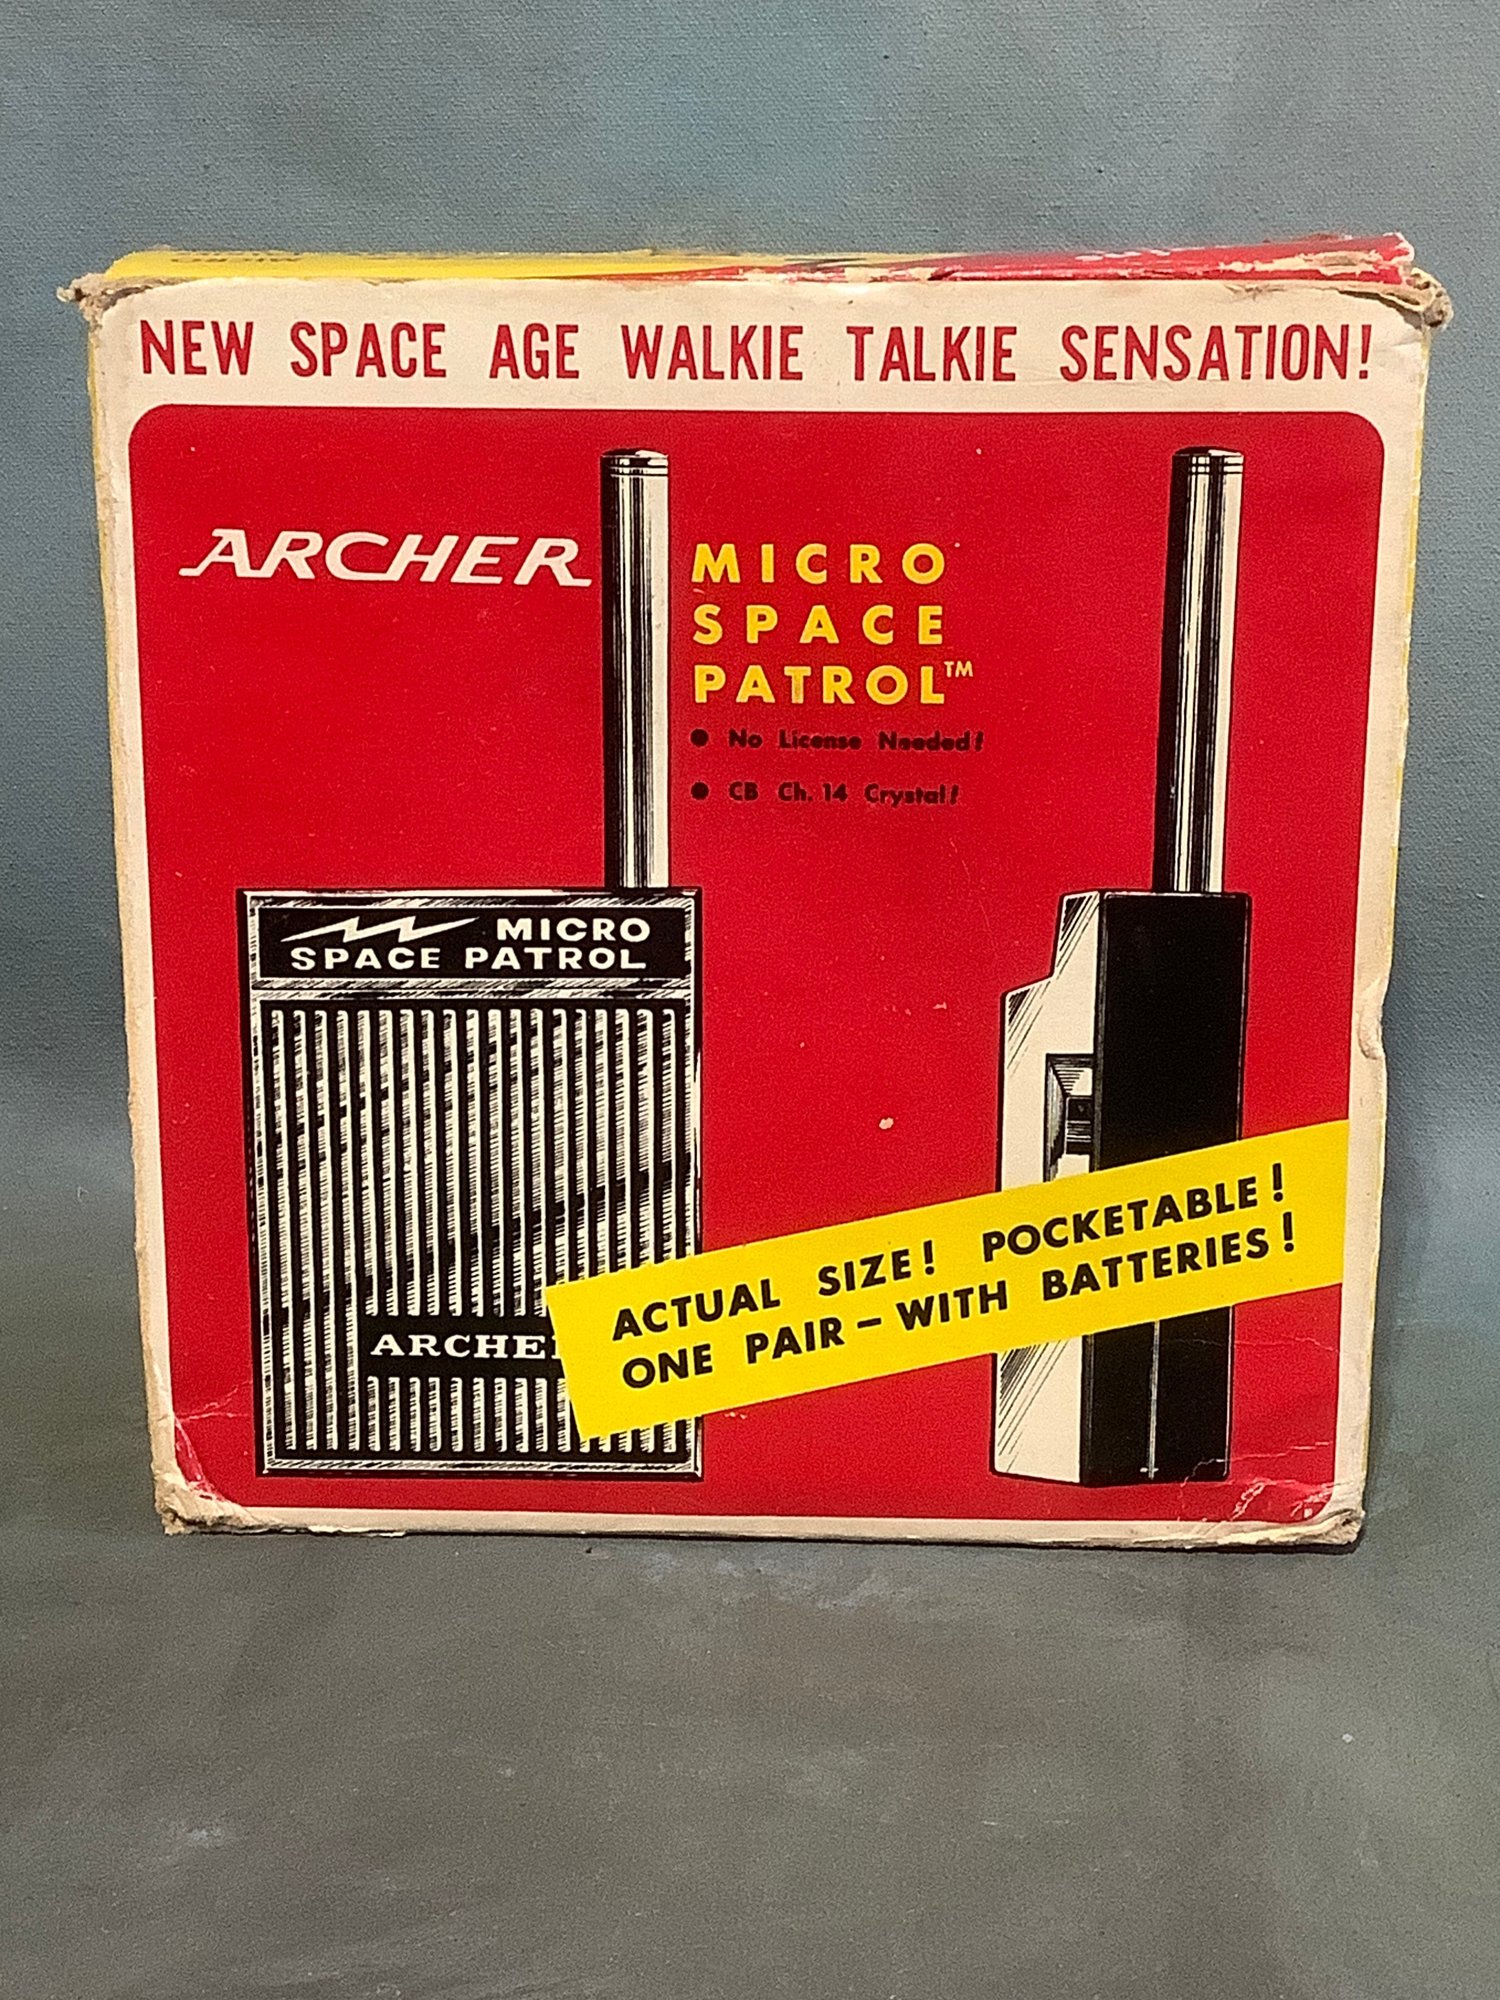 NEW SPACE AGE WALKIE TALKIE SENSATION!
ARCHER
MICRO
SPACE
PATROL™
● No License Needed!
● CB Ch. 14 Crystal!
MICRO
SPACE PATROL
ARCHE
ACTUAL SIZE! POCKETABLE!
ONE PAIR – WITH BATTERIES!